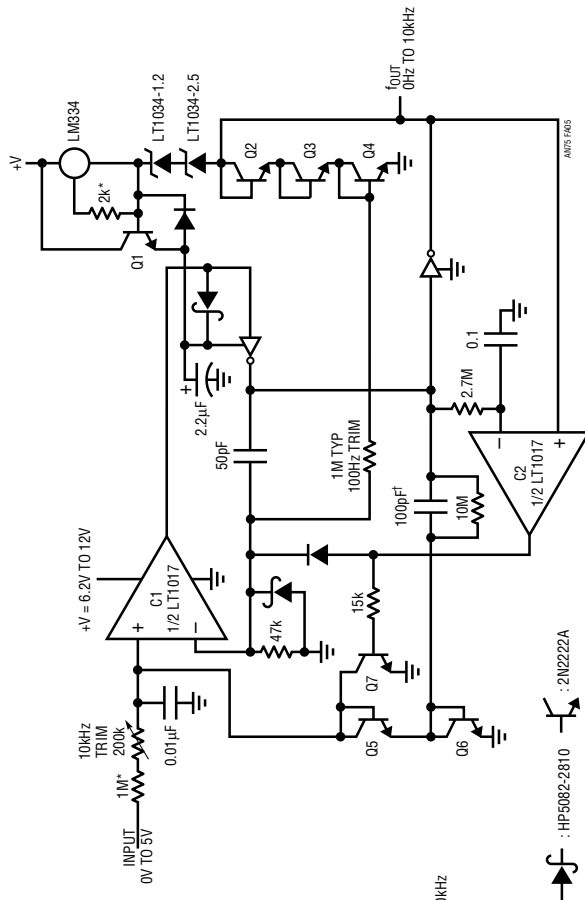 +V
LM334
LT1034-1.2
LT1034-2.5
2k*
Q1
Q2
Q3
Q4
fOUT
0Hz TO 10kHz
AN75 FA05
2.2µF
+
50pF
1M TYP
100Hz TRIM
0.1
2.7M
100pF†
10M
–
+
C2
1/2 LT1017
+V = 6.2V TO 12V
C1
1/2 LT1017
+
–
47k
15k
Q7
Q5
Q6
10kHz
TRIM
200k
1M*
0.01µF
INPUT
0V TO 5V
: HP5082-2810
: 2N2222A
0kHz